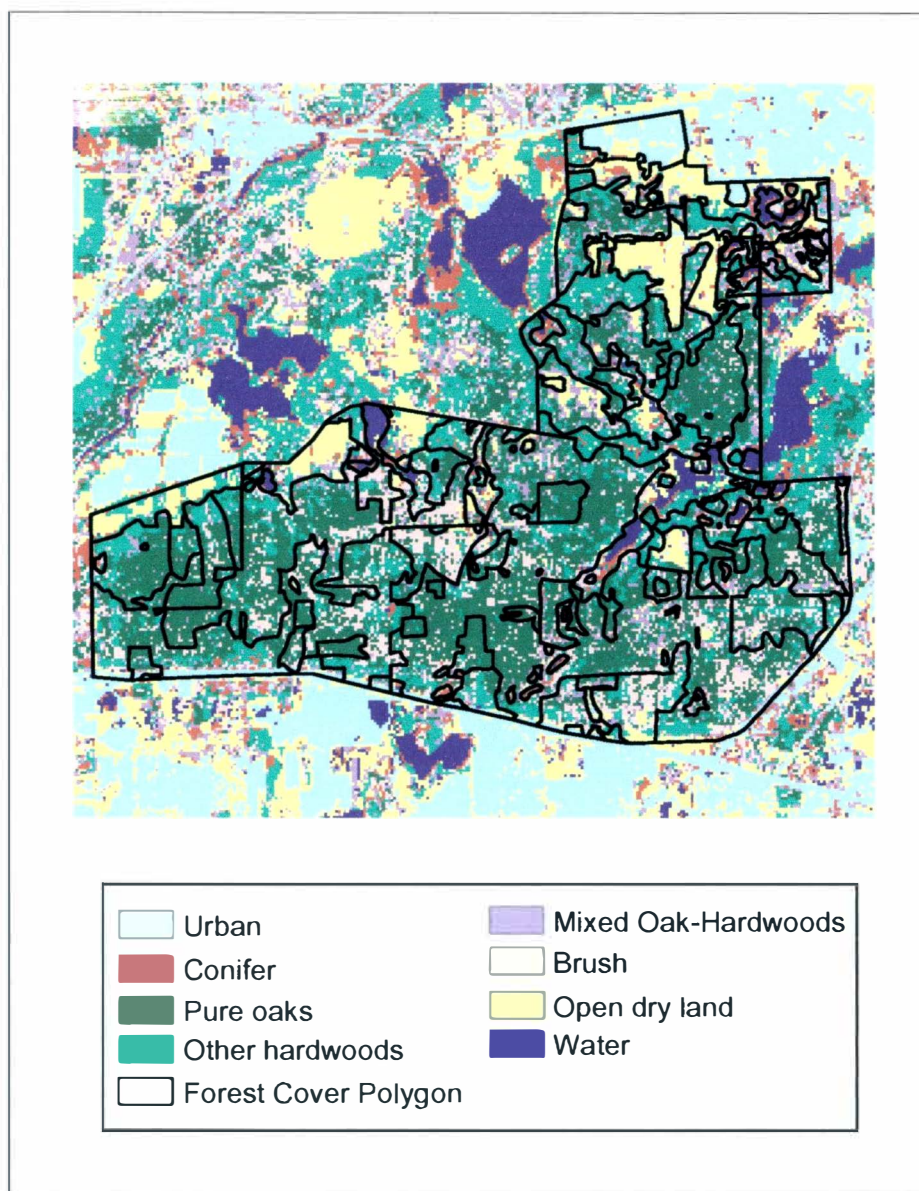 Urban
Conifer
Pure oaks
Other hardwoods
Forest Cover Polygon
Mixed Oak-Hardwoods
Brush
Open dry land
Water